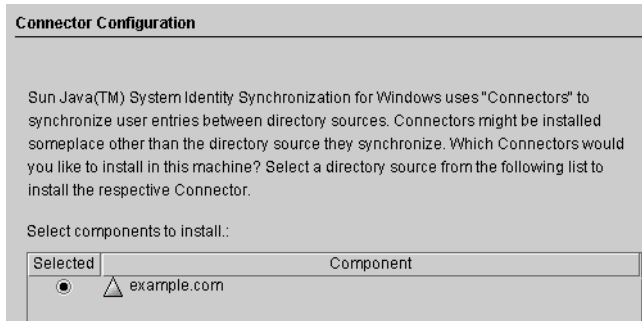 Connector Configuration
Sun Java(TM) System Identity Synchronization for Windows uses "Connectors" to
synchronize user entries between directory sources. Connectors might be installed
someplace other than the directory source they synchronize. Which Connectors would
you like to install in this machine? Select a directory source from the following list to
install the respective Connector.
Select components to install.:
Selected Component
example.com